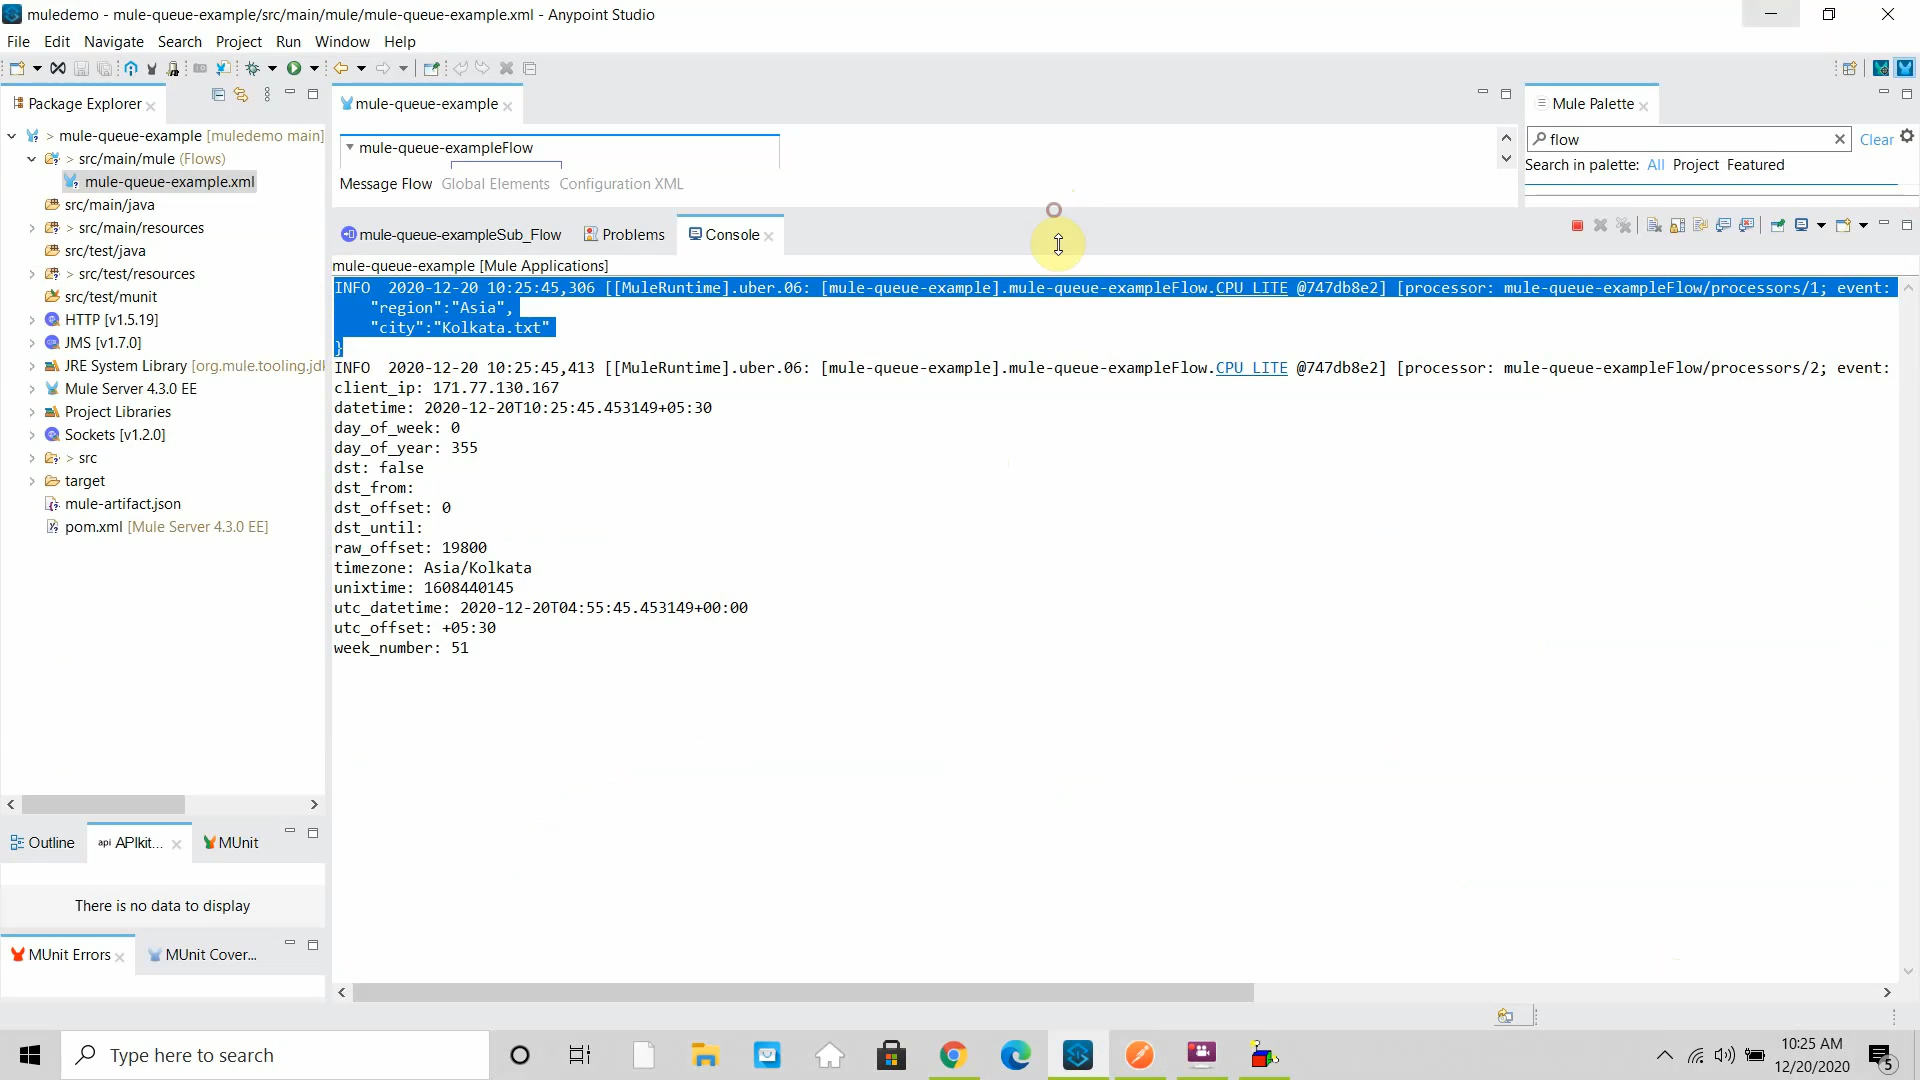 muledemo - mule-queue-example/src/main/mule/mule-queue-example.xml - Anypoint Studio
File Edit Navigate Search Project Run Window Help
Package Explorer
mule-queue-example
Mule Palette
mule-queue-example [muledemo main]
src/main/mule (Flows)
mule-queue-example.xml
src/main/java
src/main/resources
src/test/java
src/test/resources
src/test/munit
HTTP [v1.5.19]
JMS [v1.7.0]
JRE System Library [org.mule.tooling.jdk
Mule Server 4.3.0 EE
Project Libraries
Sockets [v1.2.0]
src
target
mule-artifact.json
pom.xml [Mule Server 4.3.0 EE]
mule-queue-exampleFlow
Message Flow Global Elements Configuration XML
flow
Clear
Search in palette: All Project Featured
mule-queue-exampleSub_Flow Problems Console
mule-queue-example [Mule Applications]
INFO 2020-12-20 10:25:45,306 [[MuleRuntime].uber.06: [mule-queue-example].mule-queue-exampleFlow.CPU_LITE @747db8e2] [processor: mule-queue-exampleFlow/processors/1; event:
"region":"Asia",
"city":"Kolkata.txt"
}
INFO 2020-12-20 10:25:45,413 [[MuleRuntime].uber.06: [mule-queue-example].mule-queue-exampleFlow.CPU_LITE @747db8e2] [processor: mule-queue-exampleFlow/processors/2; event:
client_ip: 171.77.130.167
datetime: 2020-12-20T10:25:45.453149+05:30
day_of_week: 0
day_of_year: 355
dst: false
dst_from:
dst_offset: 0
dst_until:
raw_offset: 19800
timezone: Asia/Kolkata
unixtime: 1608440145
utc_datetime: 2020-12-20T04:55:45.453149+00:00
utc_offset: +05:30
week_number: 51
Outline api APIkit... MUnit
There is no data to display
MUnit Errors MUnit Cover...
Type here to search
10:25 AM
12/20/2020
5